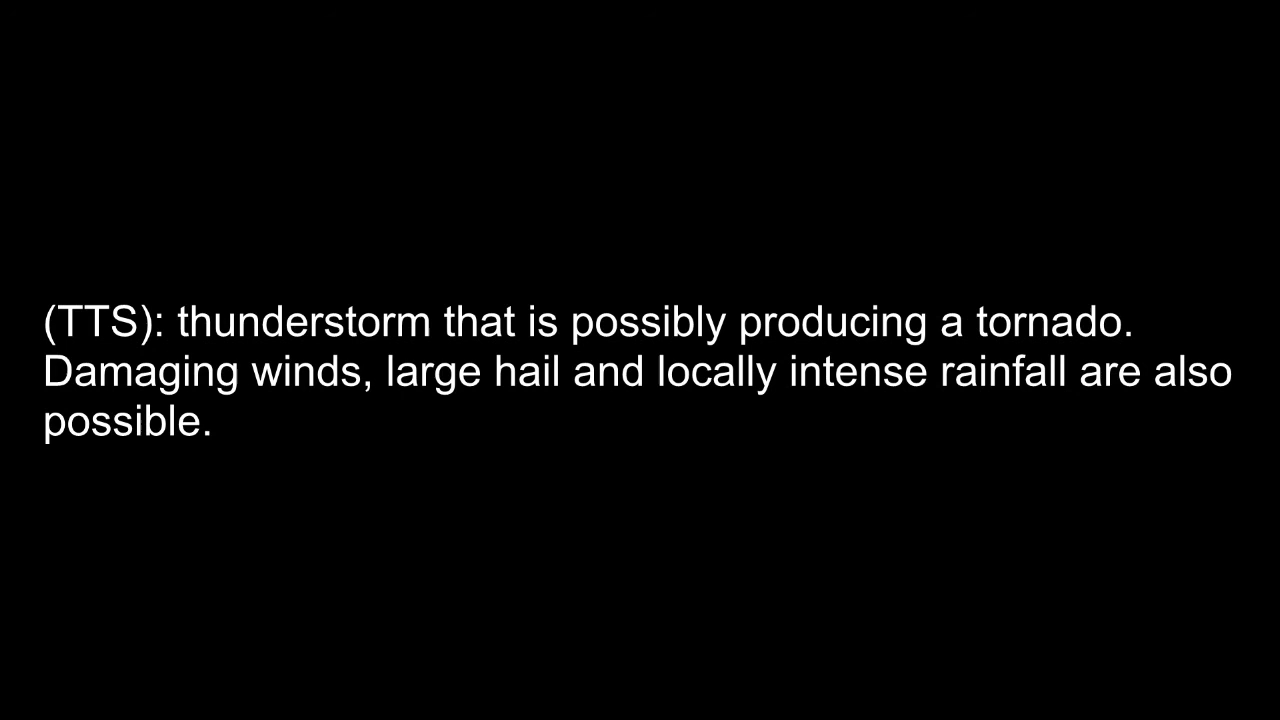 (TTS): thunderstorm that is possibly producing a tornado.
Damaging winds, large hail and locally intense rainfall are also
possible.